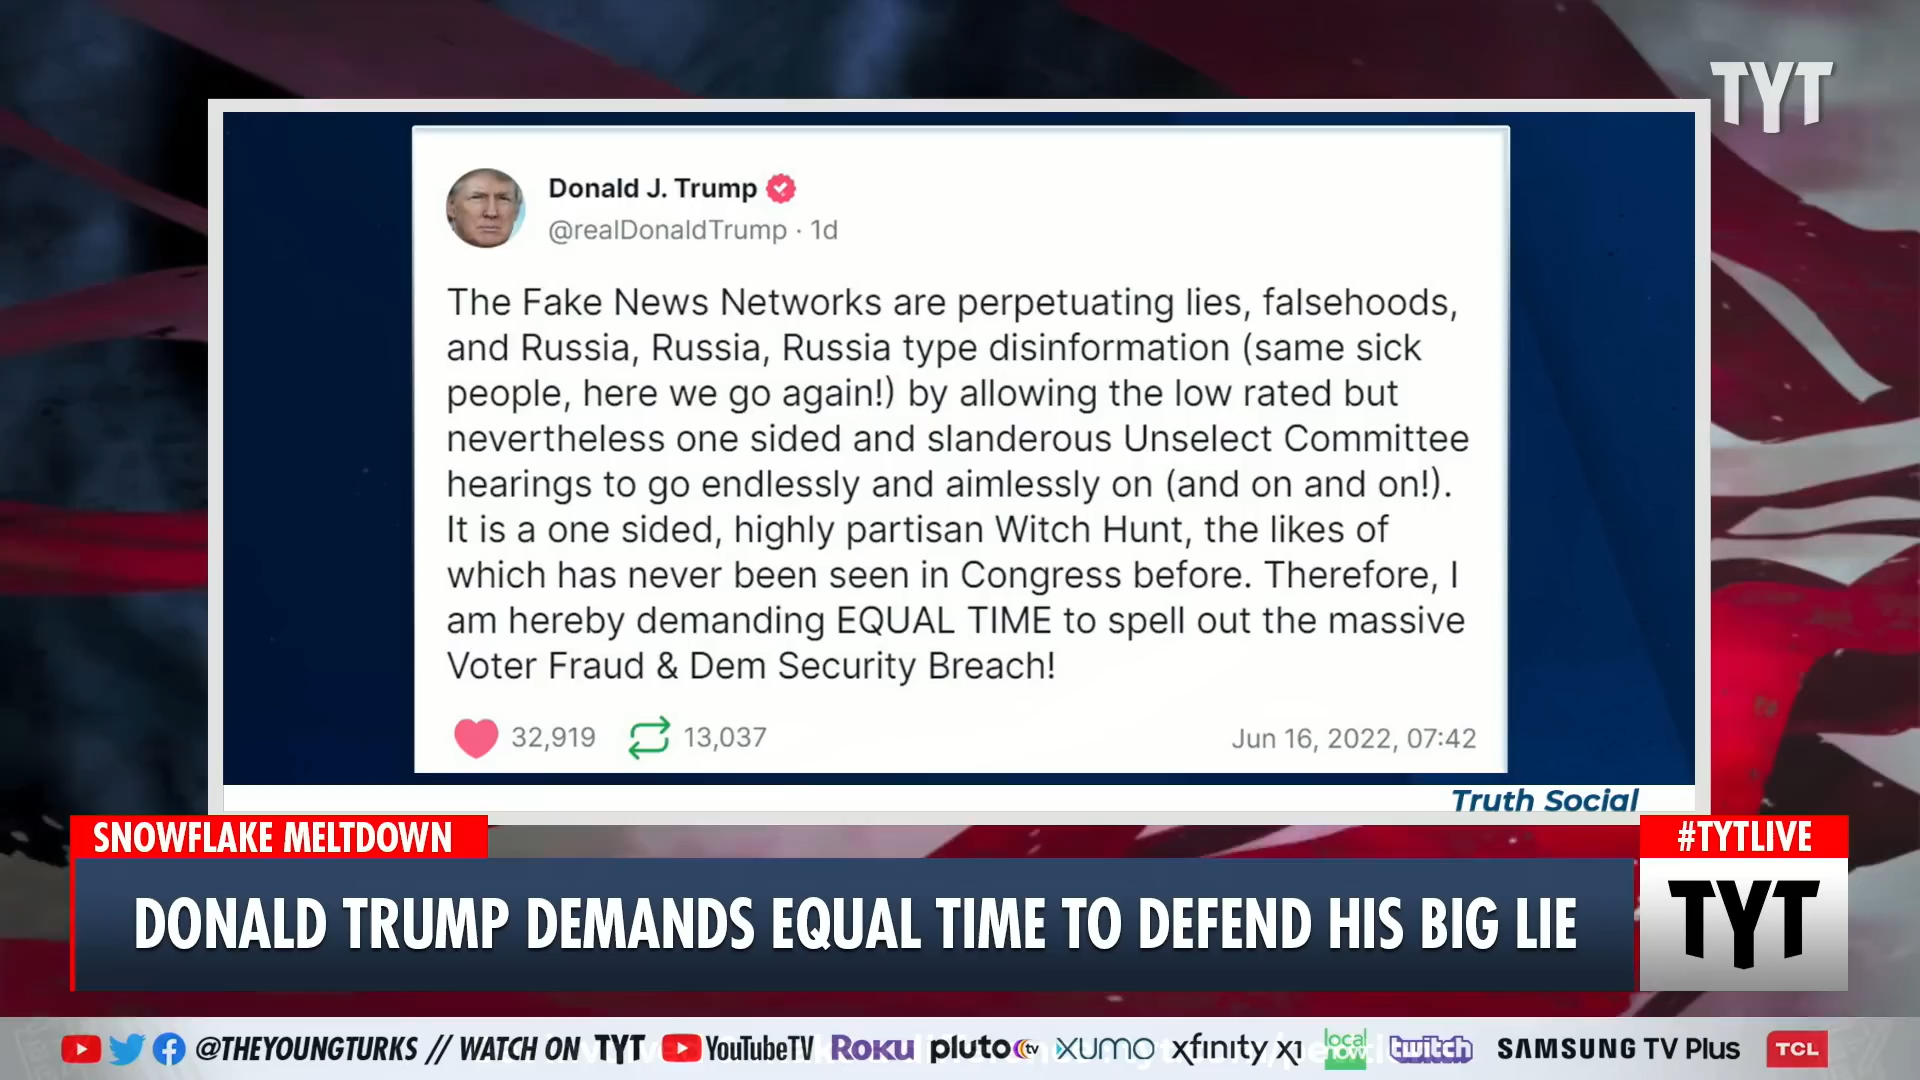 TYT
Donald J. Trump
@realDonaldTrump · 1d
The Fake News Networks are perpetuating lies, falsehoods,
and Russia, Russia, Russia type disinformation (same sick
people, here we go again!) by allowing the low rated but
nevertheless one sided and slanderous Unselect Committee
hearings to go endlessly and aimlessly on (and on and on!).
It is a one sided, highly partisan Witch Hunt, the likes of
which has never been seen in Congress before. Therefore, I
am hereby demanding EQUAL TIME to spell out the massive
Voter Fraud & Dem Security Breach!
32,919 13,037 Jun 16, 2022, 07:42
Truth Social
SNOWFLAKE MELTDOWN
#TYTLIVE
DONALD TRUMP DEMANDS EQUAL TIME TO DEFEND HIS BIG LIE
TYT
@THEYOUNGTURKS // WATCH ON TYT YouTubeTV ROKU pluto tv XUMO xfinity X1 local now twitch SAMSUNG TV Plus TCL